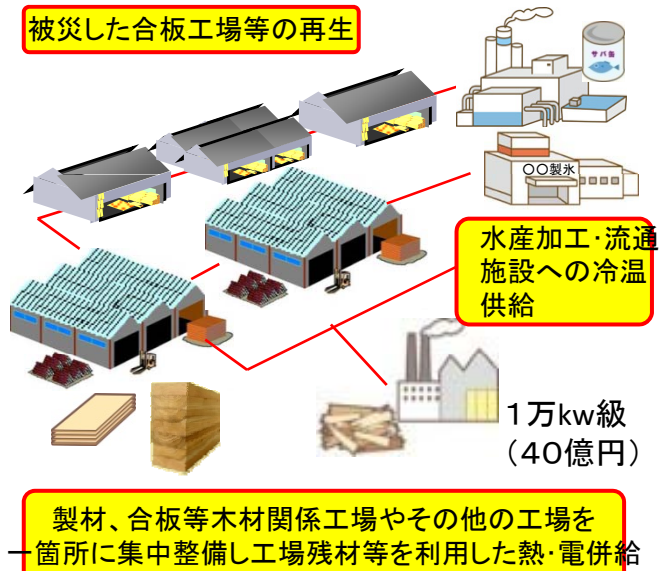 被災した合板工場等の再生
サバ缶
〇〇製氷
水産加工・流通
施設への冷温
供給
１万kw級
（４０億円）
製材、合板等木材関係工場やその他の工場を
一箇所に集中整備し工場残材等を利用した熱・電併給